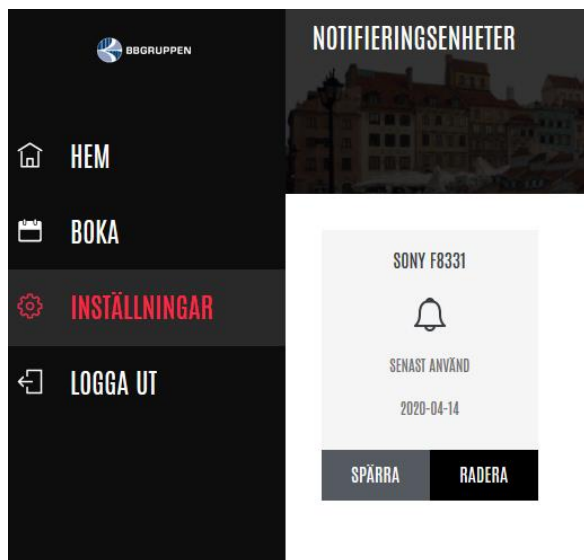 BBGRUPPEN
HEM
BOKA
INSTÄLLNINGAR
LOGGA UT
NOTIFIERINGSENHETER
SONY F8331
SENAST ANVÄND
2020-04-14
SPÄRRA
RADERA